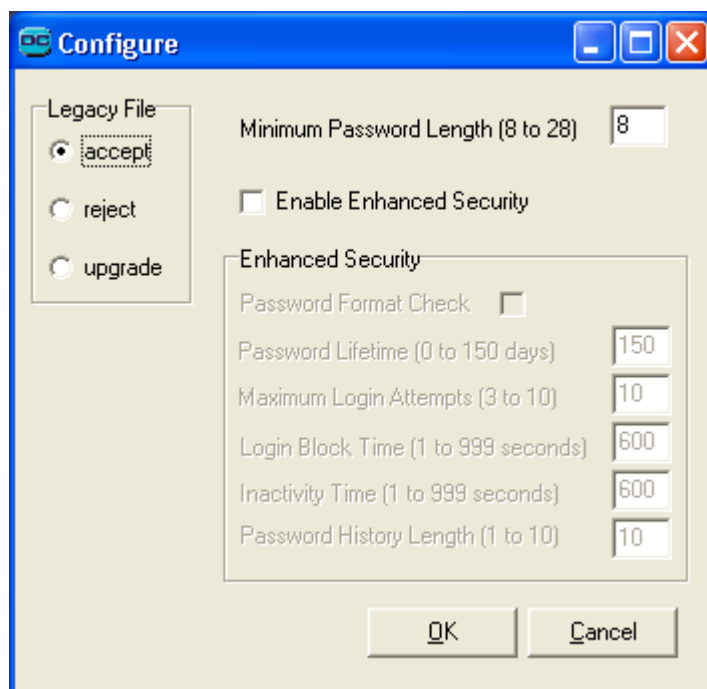 DC Configure
Legacy File
accept
reject
upgrade
Minimum Password Length (8 to 28) 8
Enable Enhanced Security
Enhanced Security
Password Format Check
Password Lifetime (0 to 150 days) 150
Maximum Login Attempts (3 to 10) 10
Login Block Time (1 to 999 seconds) 600
Inactivity Time (1 to 999 seconds) 600
Password History Length (1 to 10) 10
OK Cancel